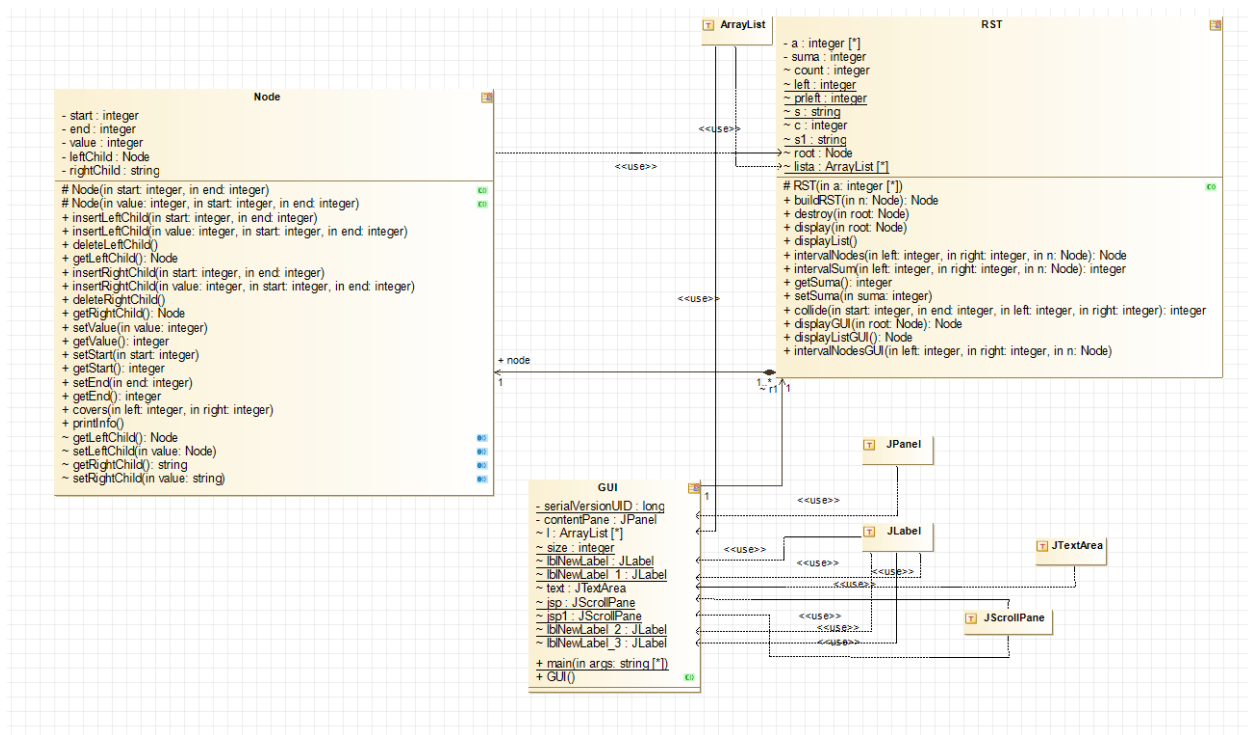 ArrayList
RST
- a : integer [*]
- suma : integer
~ count : integer
~ left : integer
~ prleft : integer
~ s : string
~ c : integer
~ s1 : string
~ root : Node
~ lista : ArrayList [*]
# RST(in a: integer [*])
+ buildRST(in n: Node): Node
+ destroy(in root: Node)
+ display(in root: Node)
+ displayList()
+ intervalNodes(in left: integer, in right: integer, in n: Node): Node
+ intervalSum(in left: integer, in right: integer, in n: Node): integer
+ getSuma(): integer
+ setSuma(in suma: integer)
+ collide(in start: integer, in end: integer, in left: integer, in right: integer): integer
+ displayGUI(in root: Node): Node
+ displayListGUI(): Node
+ intervalNodesGUI(in left: integer, in right: integer, in n: Node)
Node
- start : integer
- end : integer
- value : integer
- leftChild : Node
- rightChild : string
# Node(in start: integer, in end: integer)
# Node(in value: integer, in start: integer, in end: integer)
+ insertLeftChild(in start: integer, in end: integer)
+ insertLeftChild(in value: integer, in start: integer, in end: integer)
+ deleteLeftChild()
+ getLeftChild(): Node
+ insertRightChild(in start: integer, in end: integer)
+ insertRightChild(in value: integer, in start: integer, in end: integer)
+ deleteRightChild()
+ getRightChild(): Node
+ setValue(in value: integer)
+ getValue(): integer
+ setStart(in start: integer)
+ getStart(): integer
+ setEnd(in end: integer)
+ getEnd(): integer
+ covers(in left: integer, in right: integer)
+ printInfo()
~ getLeftChild(): Node
~ setLeftChild(in value: Node)
~ getRightChild(): string
~ setRightChild(in value: string)
<<use>>
<<use>>
<<use>>
+ node
1
1..*
~ r1
1
1
GUI
- serialVersionUID : long
- contentPane : JPanel
~ l : ArrayList [*]
~ size : integer
~ lblNewLabel : JLabel
~ lblNewLabel_1 : JLabel
~ text : JTextArea
~ jsp : JScrollPane
~ jsp1 : JScrollPane
~ lblNewLabel_2 : JLabel
~ lblNewLabel_3 : JLabel
+ main(in args: string [*])
+ GUI()
JPanel
<<use>>
JLabel
<<use>>
<<use>>
<<use>>
<<use>>
JTextArea
<<use>>
<<use>>
<<use>>
JScrollPane